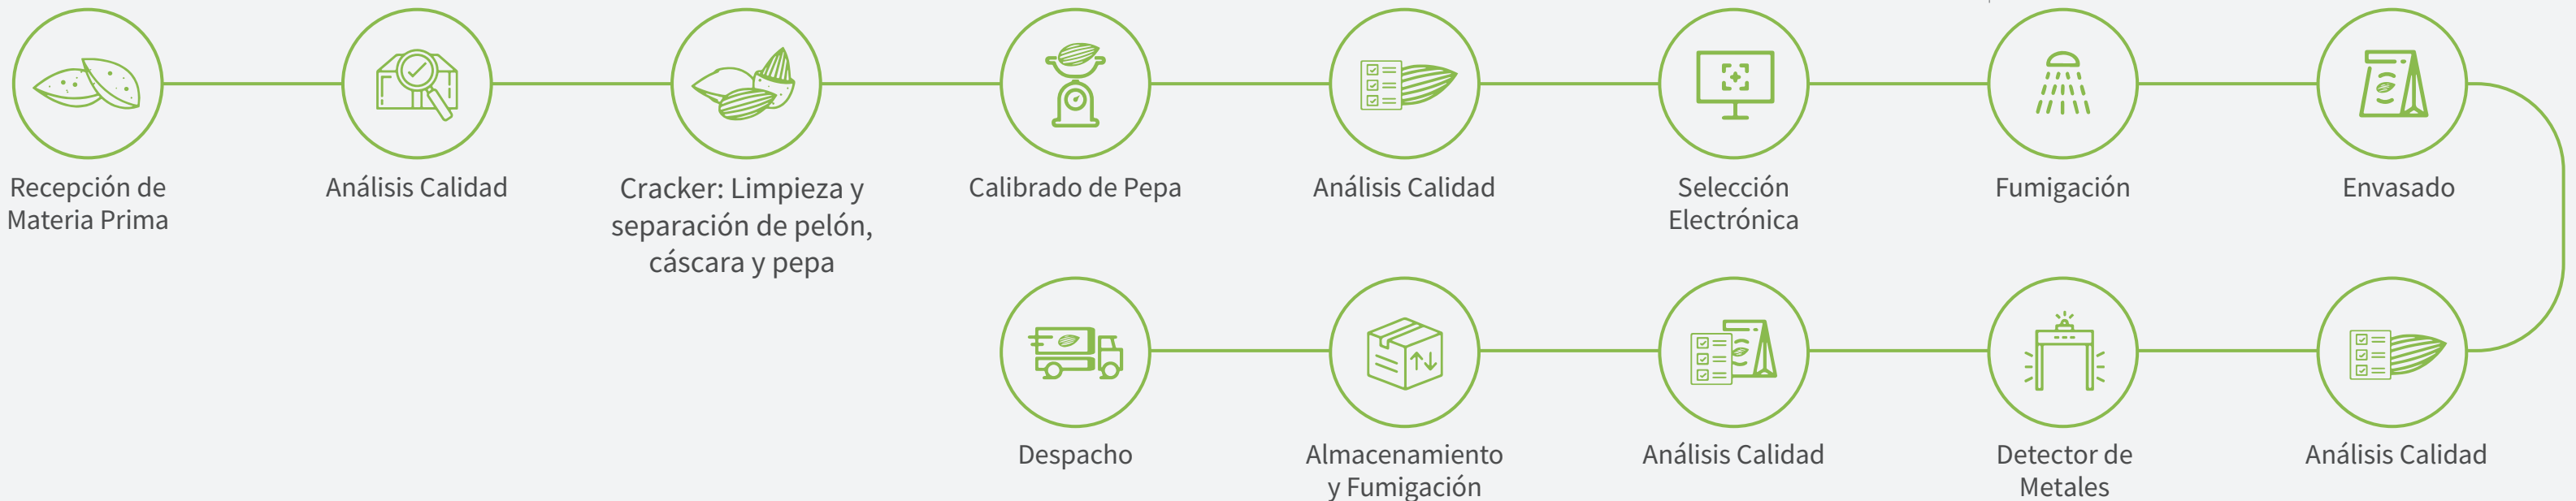 Recepción de
Materia Prima
Análisis Calidad
Cracker: Limpieza y
separación de pelón,
cáscara y pepa
Calibrado de Pepa
Análisis Calidad
Selección
Electrónica
Fumigación
Envasado
Despacho
Almacenamiento
y Fumigación
Análisis Calidad
Detector de
Metales
Análisis Calidad